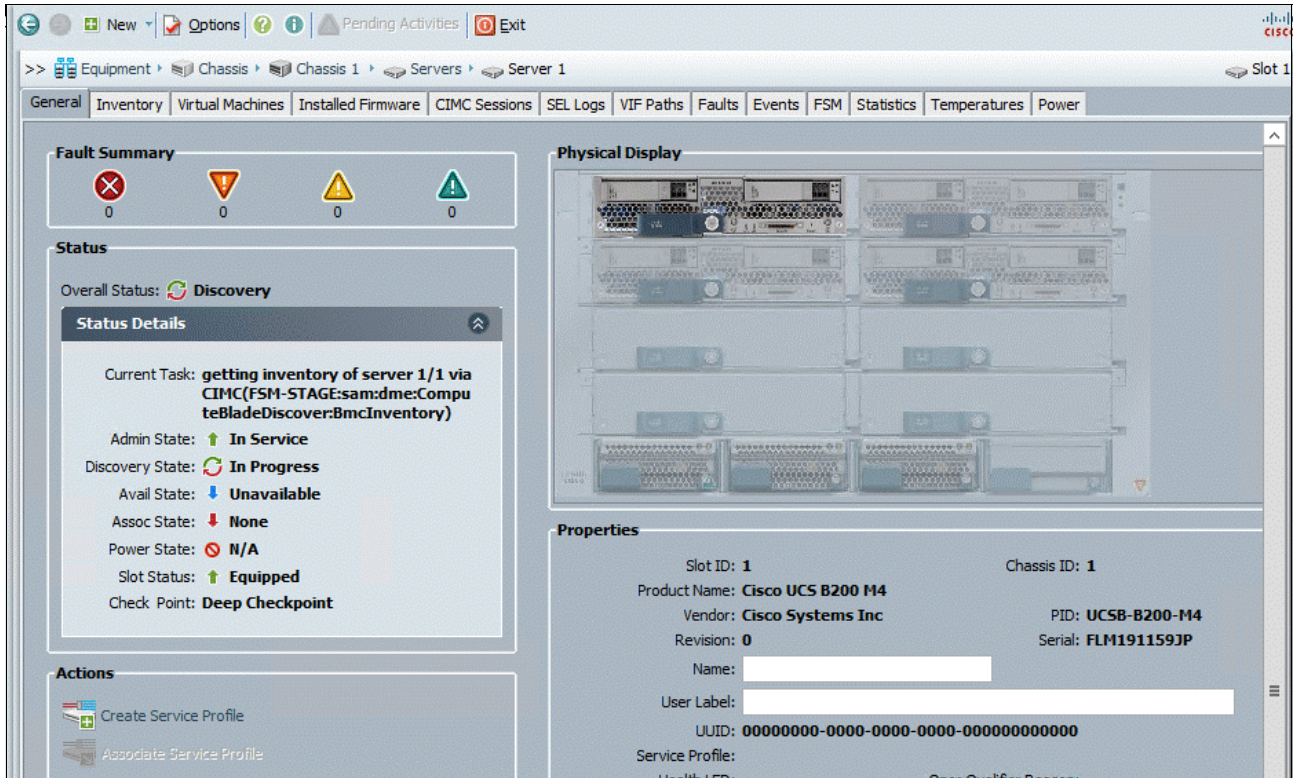 New Options Pending Activities Exit
CISCO
>> Equipment Chassis Chassis 1 Servers Server 1 Slot 1
General Inventory Virtual Machines Installed Firmware CIMC Sessions SEL Logs VIF Paths Faults Events FSM Statistics Temperatures Power
Fault Summary
0 0 0 0
Status
Overall Status: Discovery
Status Details
Current Task: getting inventory of server 1/1 via
CIMC(FSM-STAGE:sam:dme:Compu
teBladeDiscover:BmcInventory)
Admin State: In Service
Discovery State: In Progress
Avail State: Unavailable
Assoc State: None
Power State: N/A
Slot Status: Equipped
Check Point: Deep Checkpoint
Actions
Create Service Profile
Associate Service Profile
Physical Display
Properties
Slot ID: 1 Chassis ID: 1
Product Name: Cisco UCS B200 M4
Vendor: Cisco Systems Inc PID: UCSB-B200-M4
Revision: 0 Serial: FLM191159JP
Name:
User Label:
UUID: 00000000-0000-0000-0000-000000000000
Service Profile: